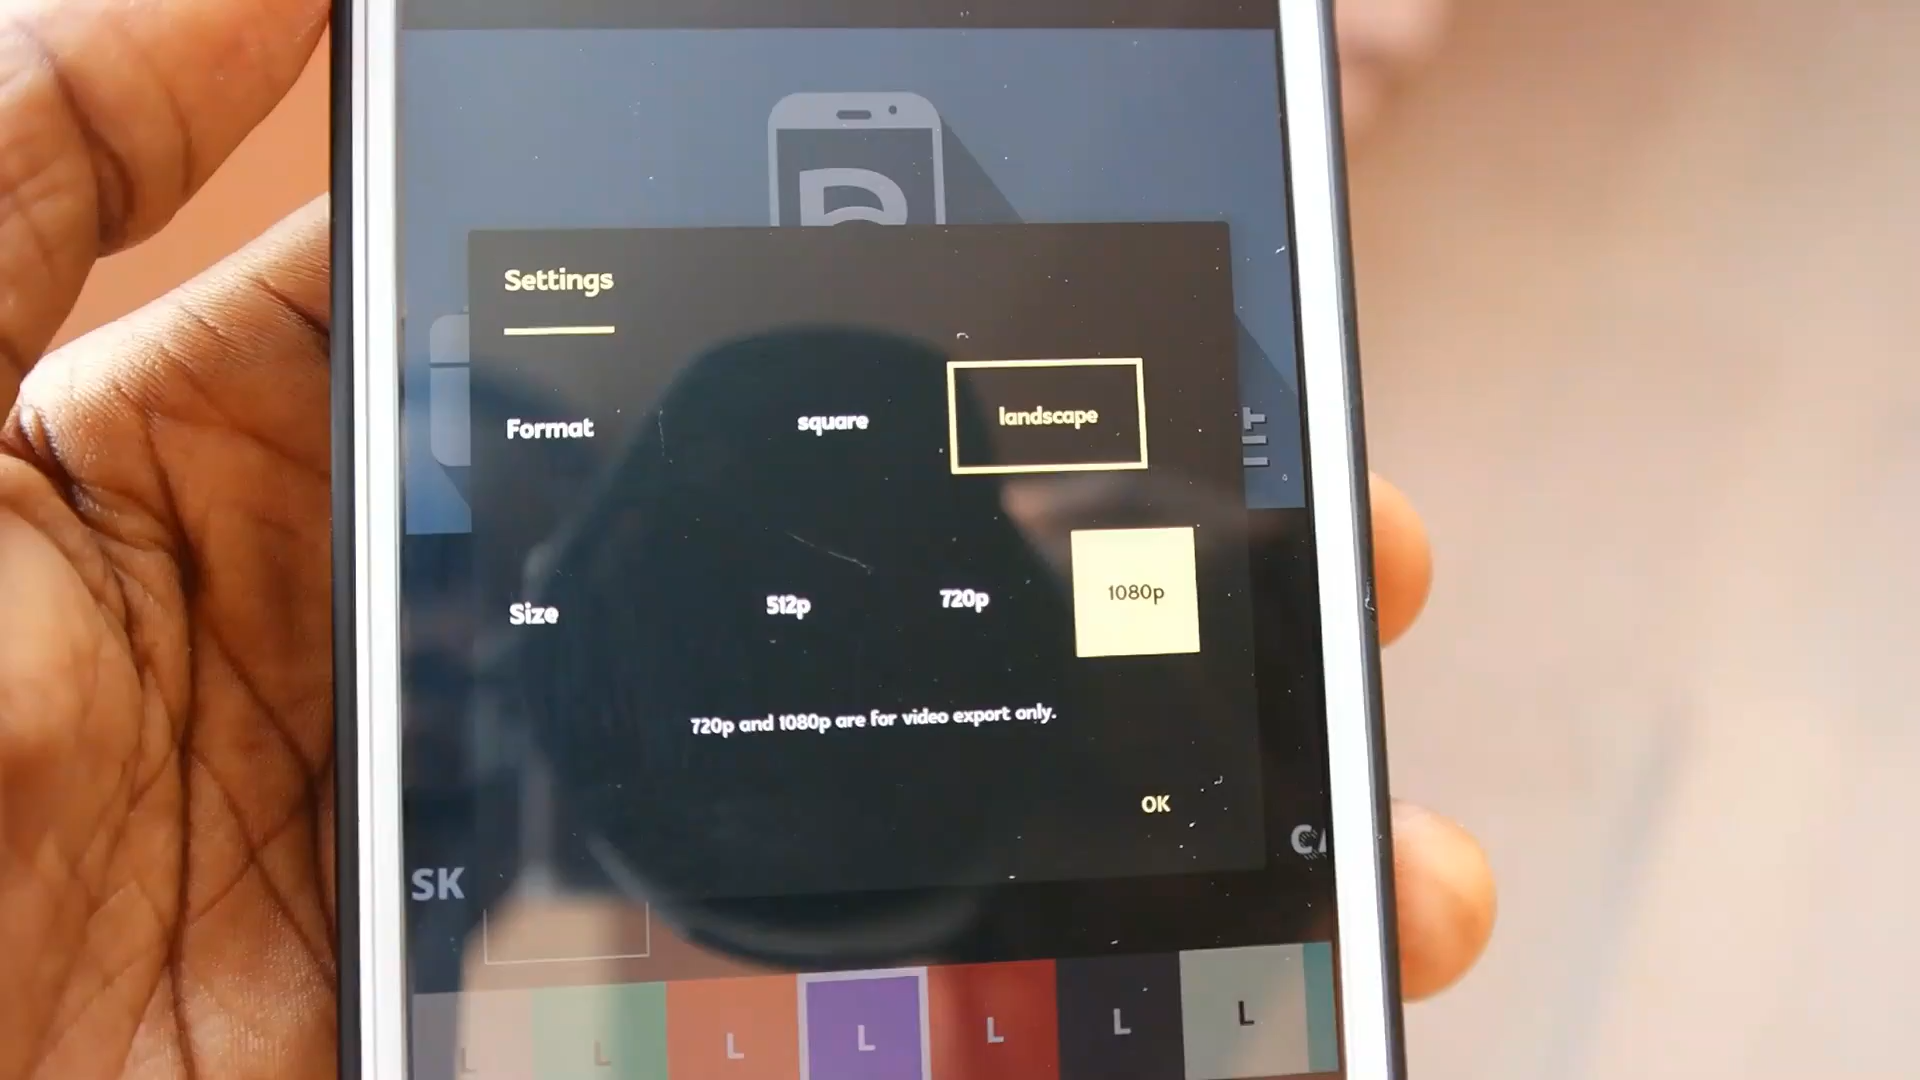 Settings
Format square landscape
Size 512p 720p 1080p
720p and 1080p are for video export only.
OK
SK
L L L L L L L